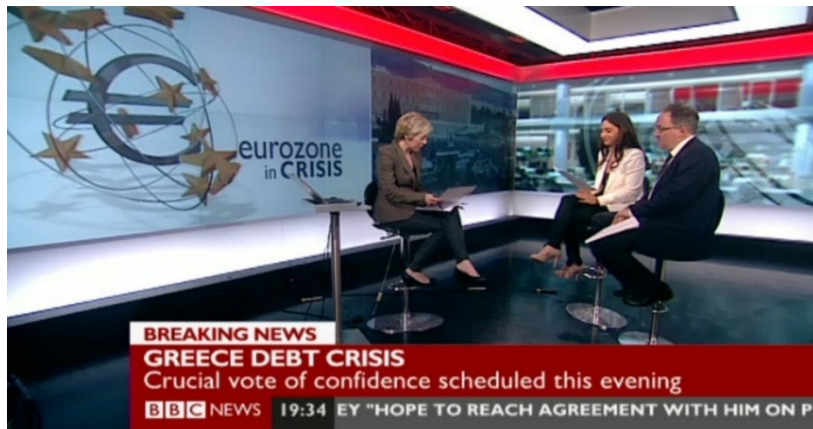 eurozone
in CRISIS
BREAKING NEWS
GREECE DEBT CRISIS
Crucial vote of confidence scheduled this evening
BBC NEWS 19:34 EY "HOPE TO REACH AGREEMENT WITH HIM ON P